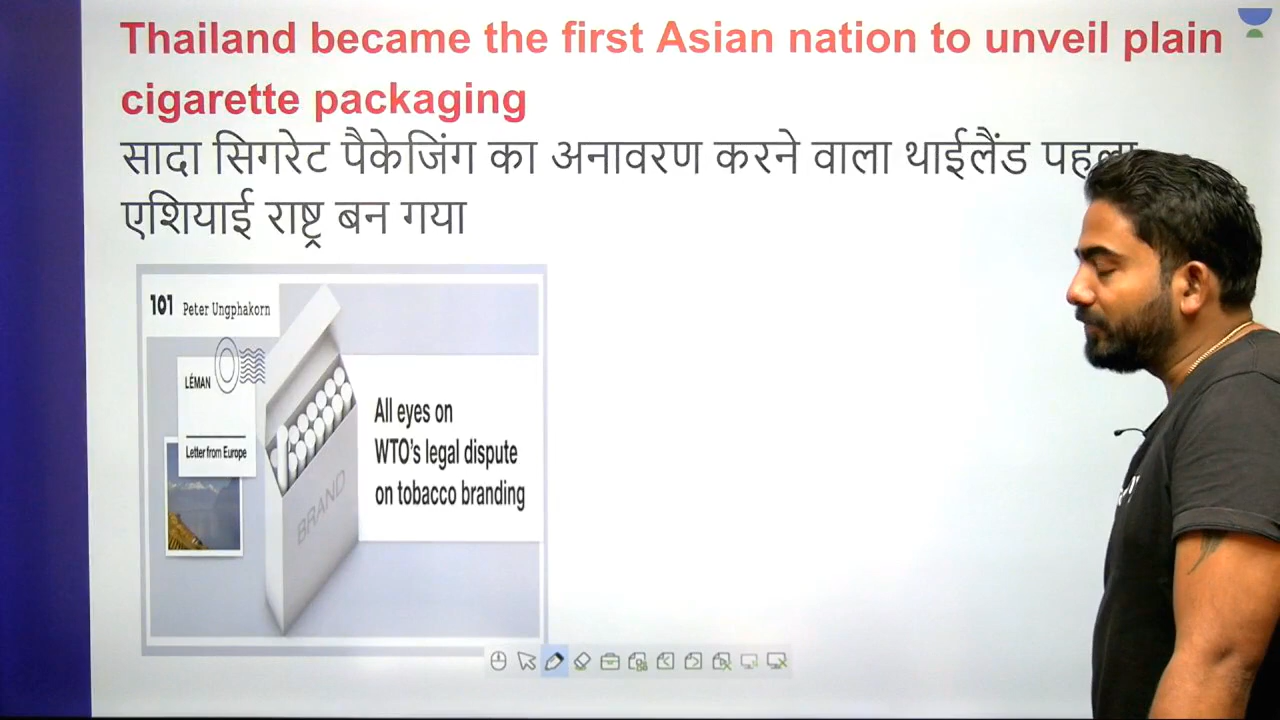 Thailand became the first Asian nation to unveil plain
cigarette packaging
सादा सिगरेट पैकेजिंग का अनावरण करने वाला थाईलैंड पहला
एशियाई राष्ट्र बन गया
101 Peter Ungphakorn
LÉMAN
Letter from Europe
BRAND
All eyes on
WTO's legal dispute
on tobacco branding